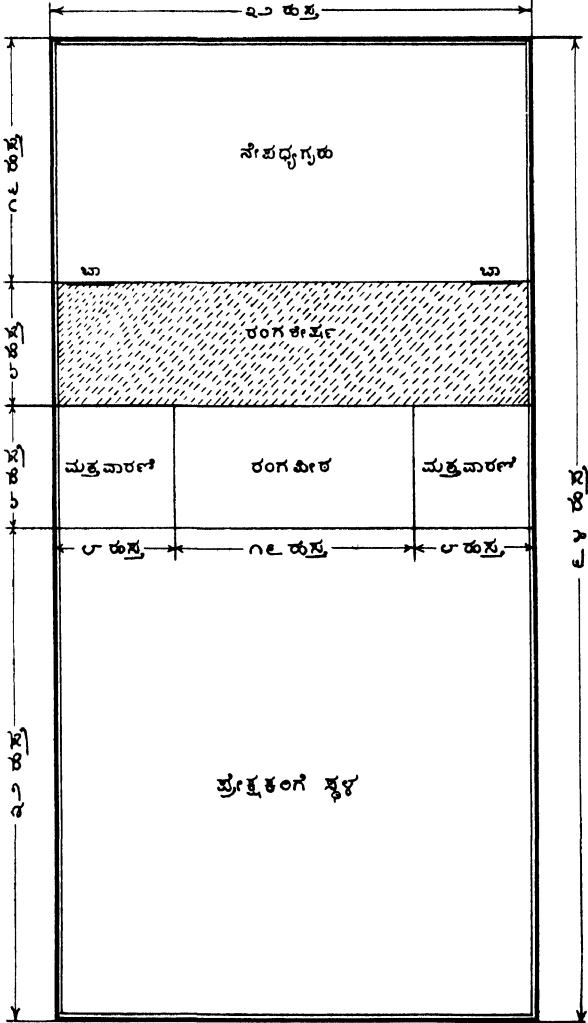 ೩೨ ಹಸ್ತ
ನೇಪಥ್ಯಗೃಹ
೧೬ ಹಸ್ತ
ಬಾ
ಬಾ
ರಂಗಶೀರ್ಷ
೮ ಹಸ್ತ
ಮತ್ತವಾರಣಿ
ರಂಗಪೀಠ
ಮತ್ತವಾರಣಿ
೮ ಹಸ್ತ
೬೪ ಹಸ್ತ
೮ ಹಸ್ತ
೧೬ ಹಸ್ತ
೮ ಹಸ್ತ
ಪ್ರೇಕ್ಷಕರಿಗೆ ಸ್ಥಳ
೩೨ ಹಸ್ತ